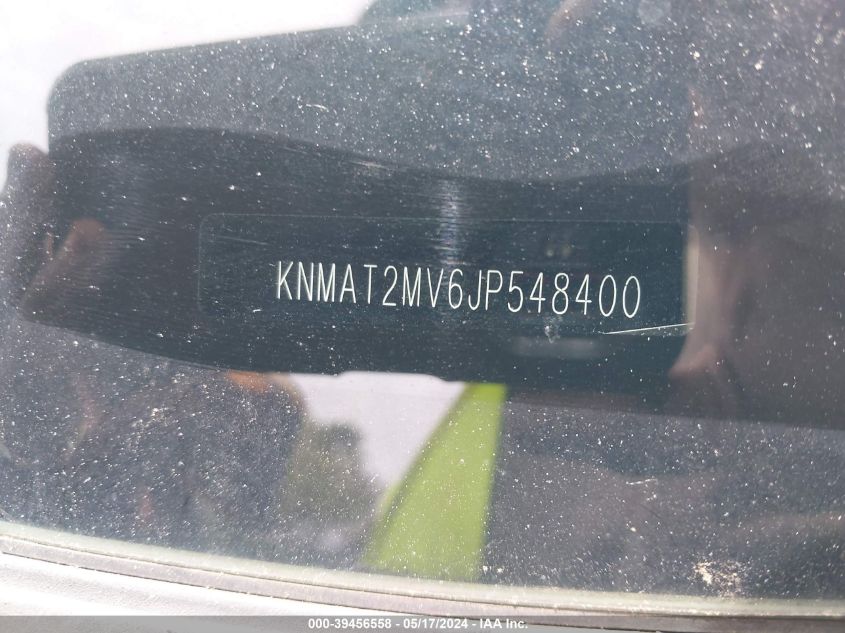 KNMAT2MV6JP548400
000-39456558 - 05/17/2024 - IAA Inc.